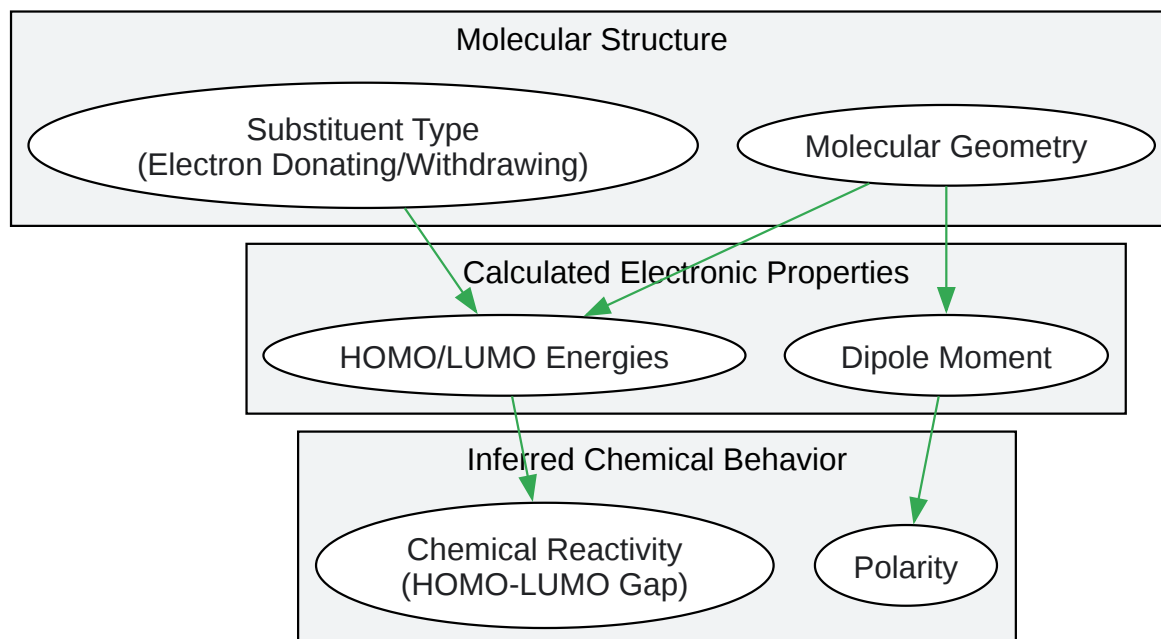 Molecular Structure
Substituent Type
(Electron Donating/Withdrawing)
Molecular Geometry
Calculated Electronic Properties
HOMO/LUMO Energies
Dipole Moment
Inferred Chemical Behavior
Chemical Reactivity
(HOMO-LUMO Gap)
Polarity